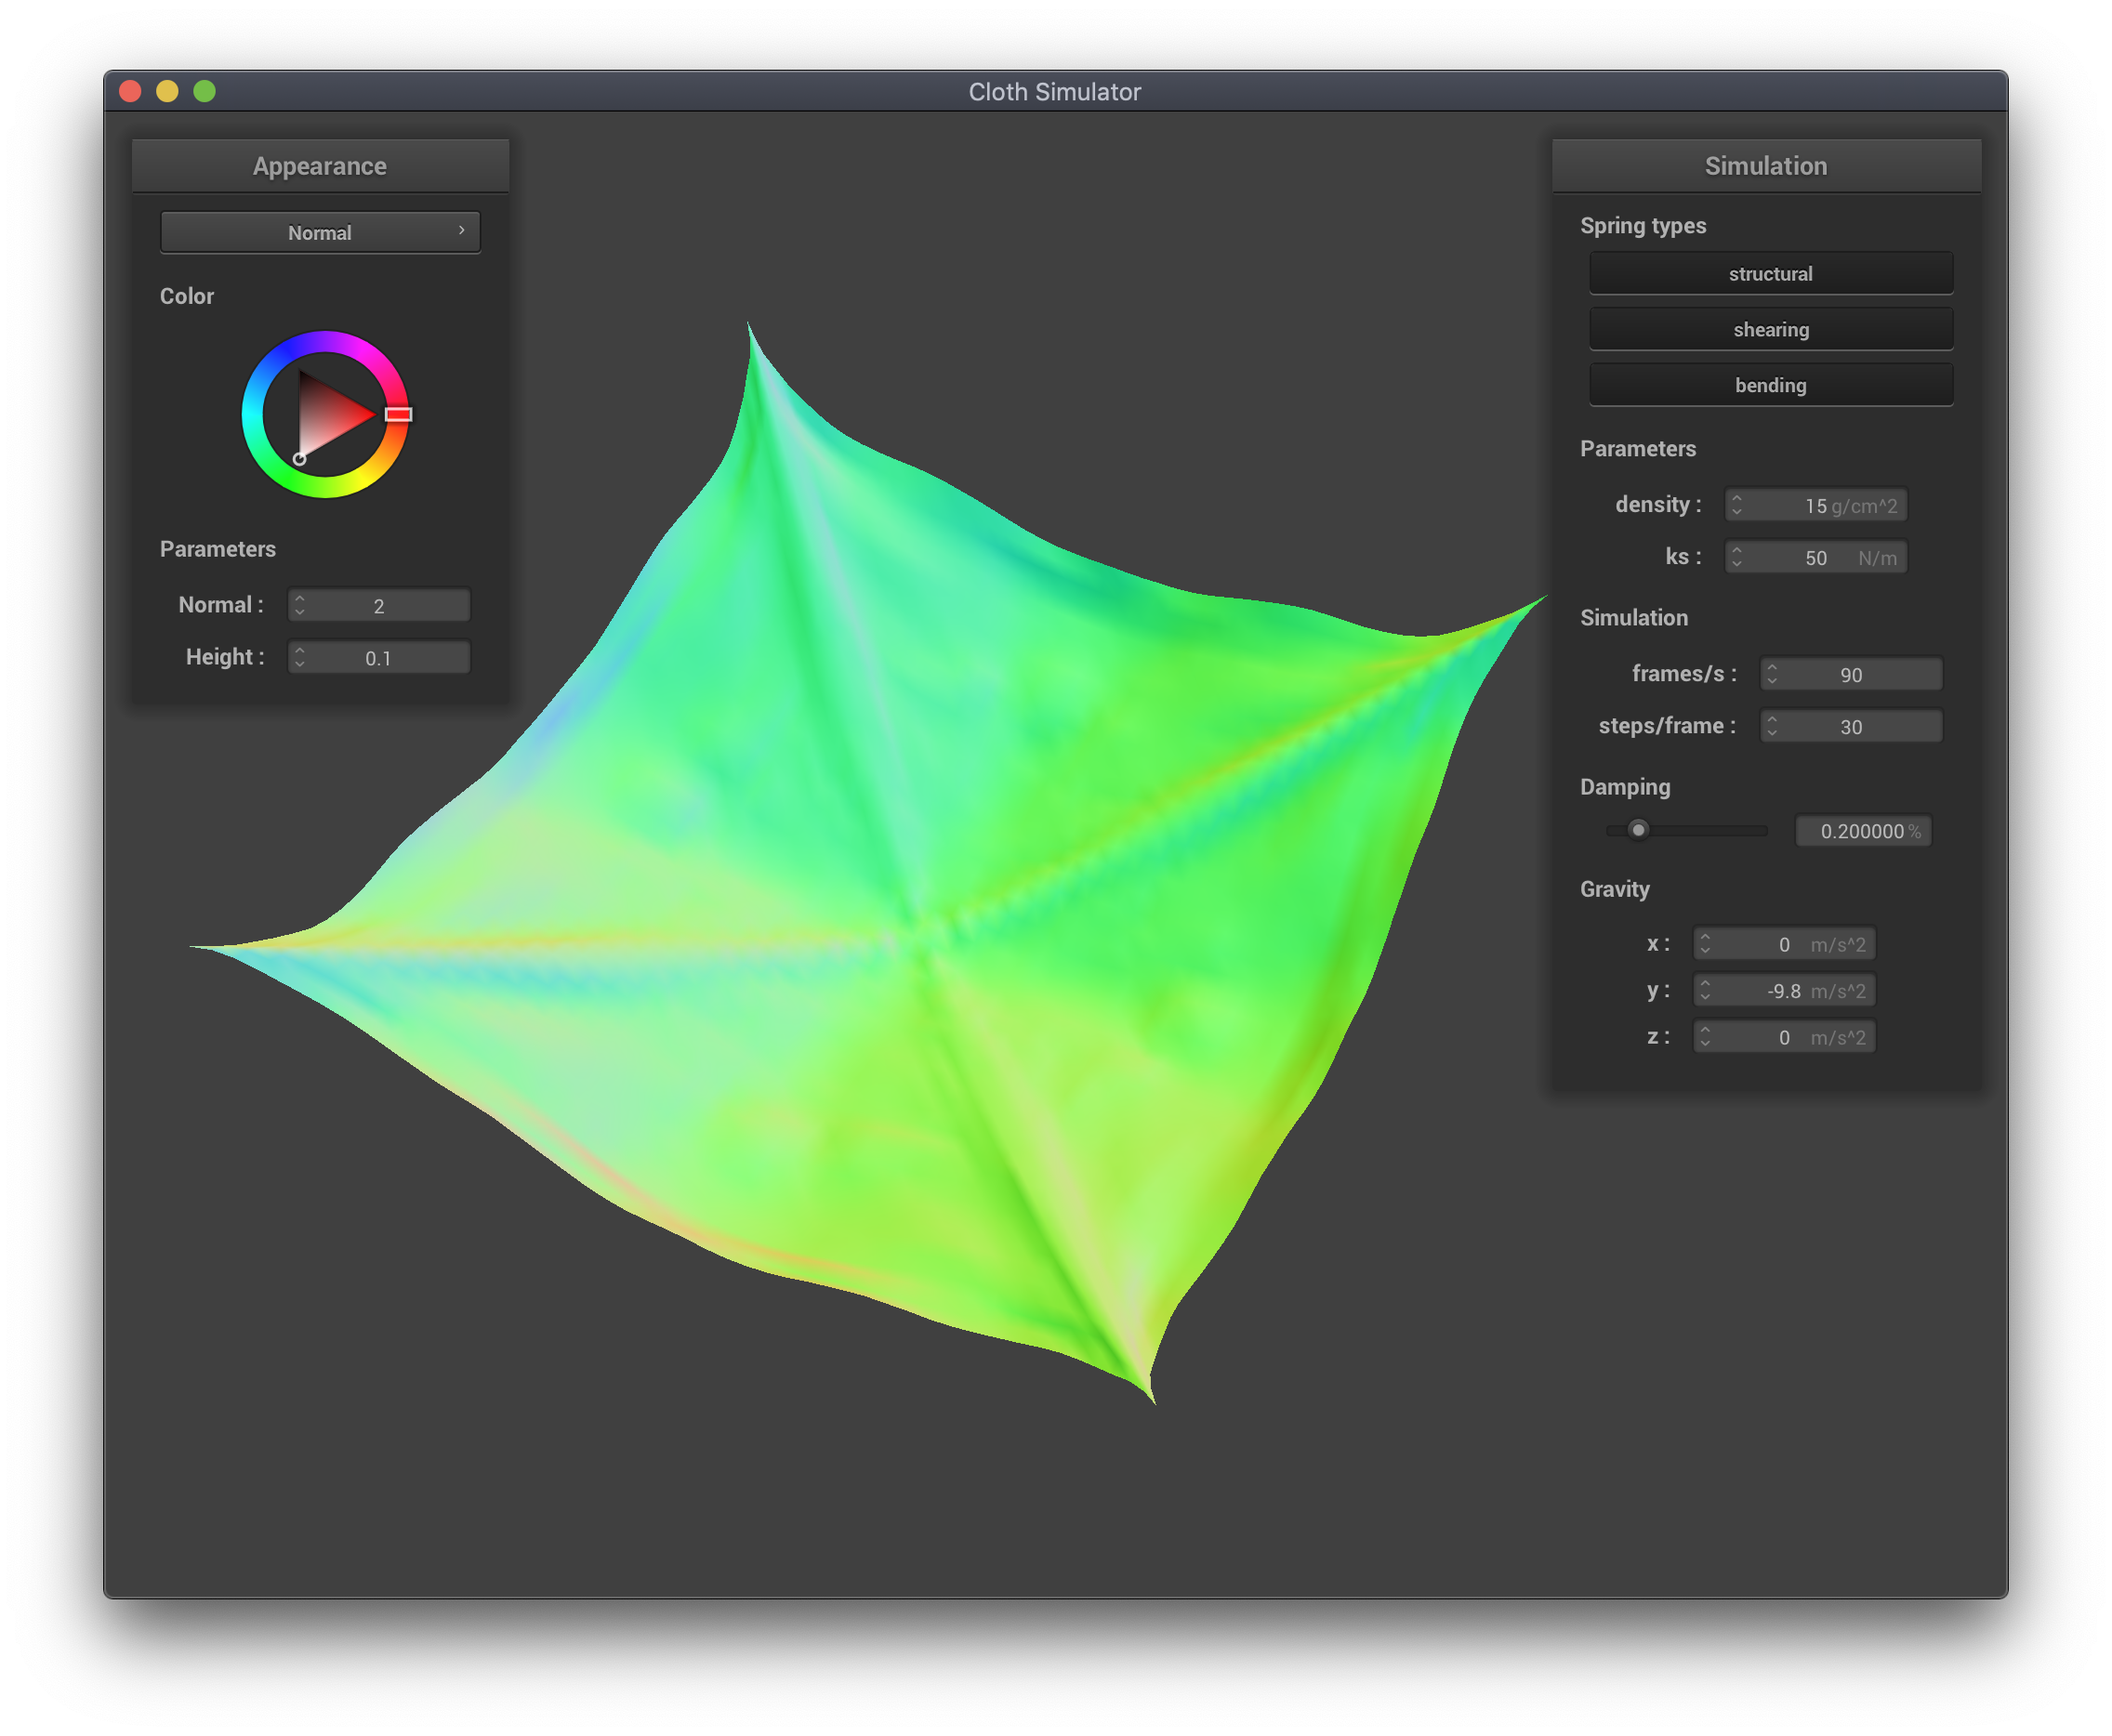 Cloth Simulator
Appearance
Normal
Color
Parameters
Normal : 2
Height : 0.1
Simulation
Spring types
structural
shearing
bending
Parameters
density : 15 g/cm^2
ks : 50 N/m
Simulation
frames/s : 90
steps/frame : 30
Damping
0.200000 %
Gravity
x : 0 m/s^2
y : -9.8 m/s^2
z : 0 m/s^2